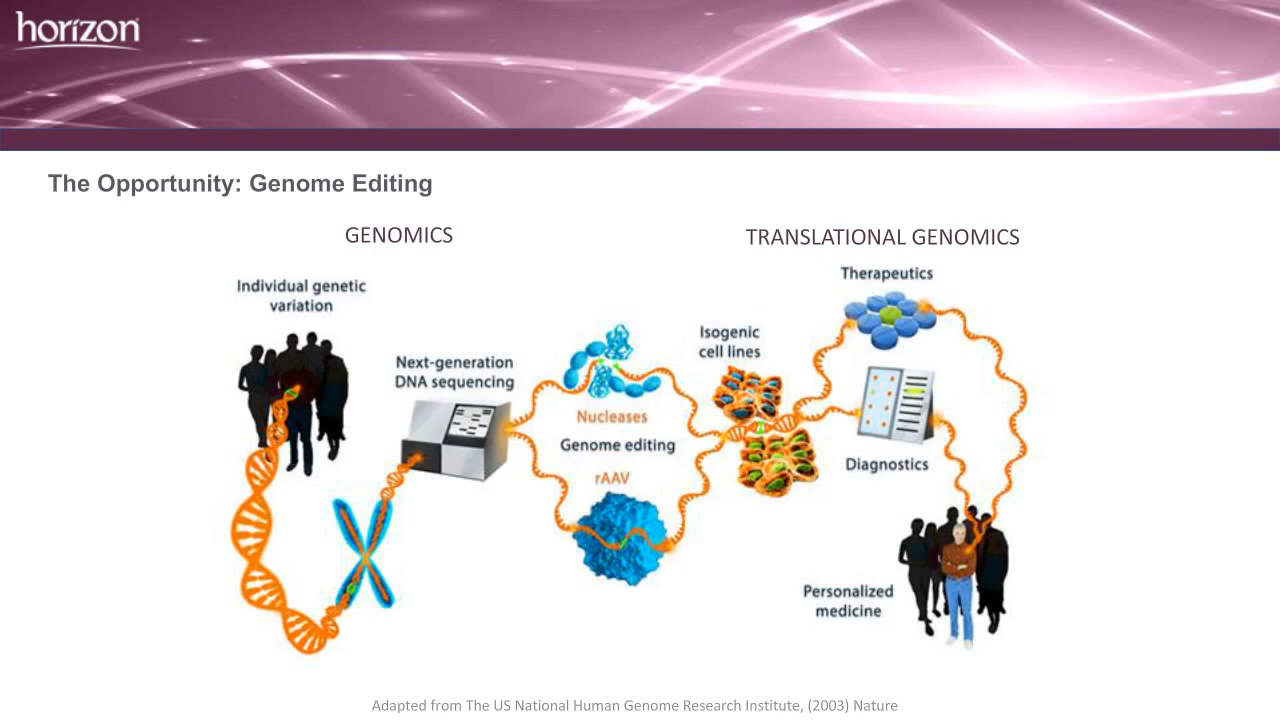 horizon
The Opportunity: Genome Editing
GENOMICS
TRANSLATIONAL GENOMICS
Individual genetic
variation
Next-generation
DNA sequencing
Nucleases
Genome editing
rAAV
Isogenic
cell lines
Therapeutics
Diagnostics
Personalized
medicine
Adapted from The US National Human Genome Research Institute, (2003) Nature